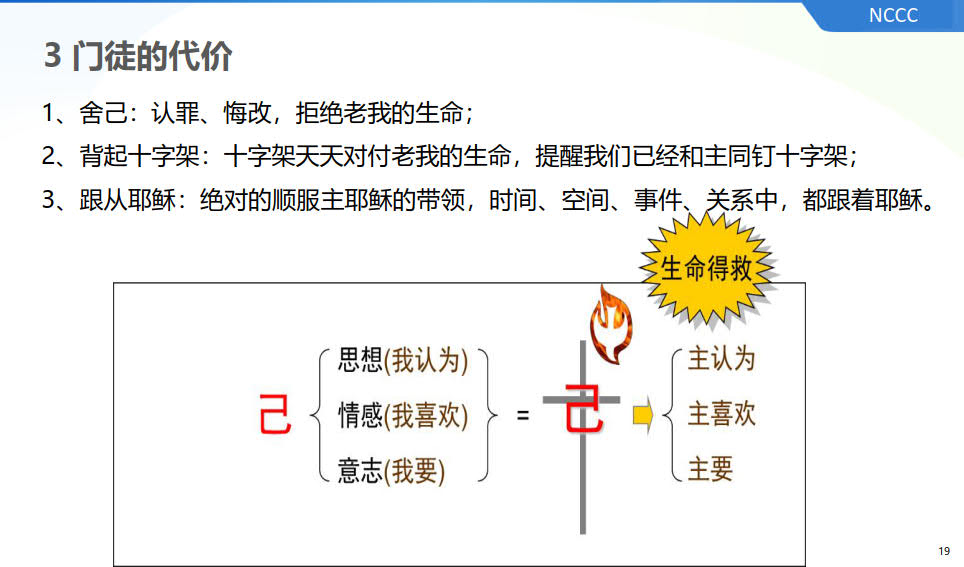 NCCC
3 门徒的代价
1、舍己：认罪、悔改，拒绝老我的生命；
2、背起十字架：十字架天天对付老我的生命，提醒我们已经和主同钉十字架；
3、跟从耶稣：绝对的顺服主耶稣的带领，时间、空间、事件、关系中，都跟着耶稣。
生命得救
己
思想(我认为)
情感(我喜欢)
意志(我要)
=
己
主认为
主喜欢
主要
19